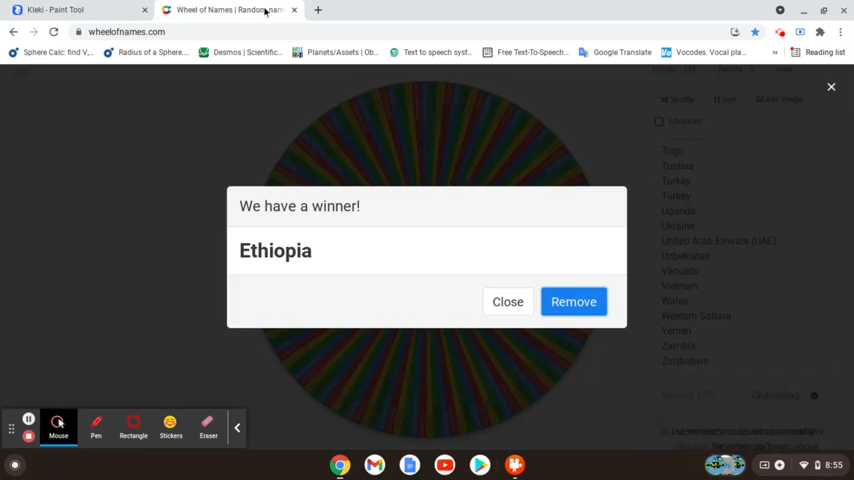 Kleki - Paint Tool
Wheel of Names | Random nam
wheelofnames.com
Sphere Calc: find V,..
Radius of a Sphere....
Desmos | Scientific...
Planets/Assets | Ob...
Text to speech syst...
Free Text-To-Speech...
Google Translate
Vocodes. Vocal pla...
»
Reading list
Shuffle
Sort
Add image
Advanced
Togo
Tunisia
Turkey
Turkey
Uganda
Ukraine
United Arab Emirate (UAE)
Uzbekistan
Vanuatu
Vietnam
Wales
Western Sahara
Yemen
Zambia
Zimbabwe
We have a winner!
Ethiopia
Close
Remove
Changelog
Mouse
Pen
Rectangle
Stickers
Eraser
8:55